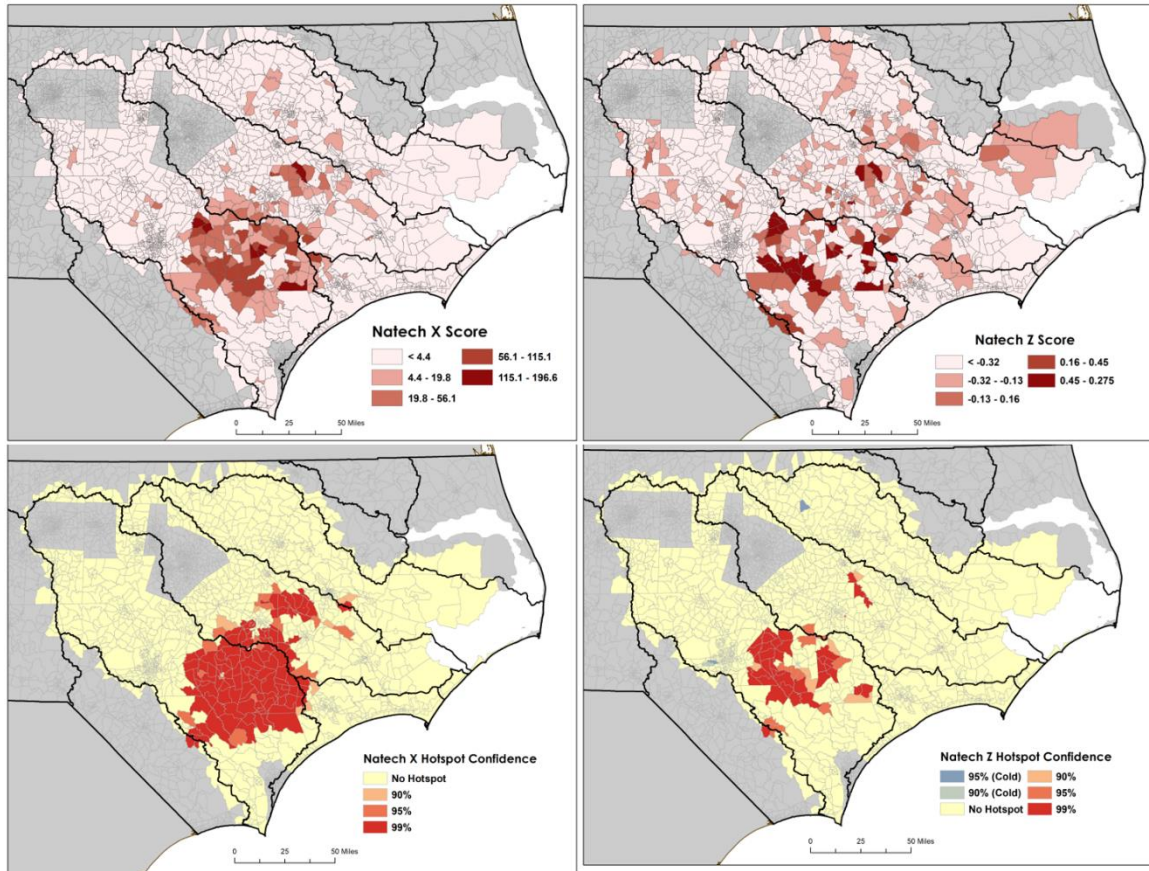 Natech X Score
< 4.4
56.1 - 115.1
4.4 - 19.8
115.1 - 196.6
19.8 - 56.1
0 25 50 Miles
Natech Z Score
< -0.32
0.16 - 0.45
-0.32 - -0.13
0.45 - 0.275
-0.13 - 0.16
0 25 50 Miles
Natech X Hotspot Confidence
No Hotspot
90%
95%
99%
0 25 50 Miles
Natech Z Hotspot Confidence
95% (Cold)
90%
90% (Cold)
95%
No Hotspot
99%
0 25 50 Miles